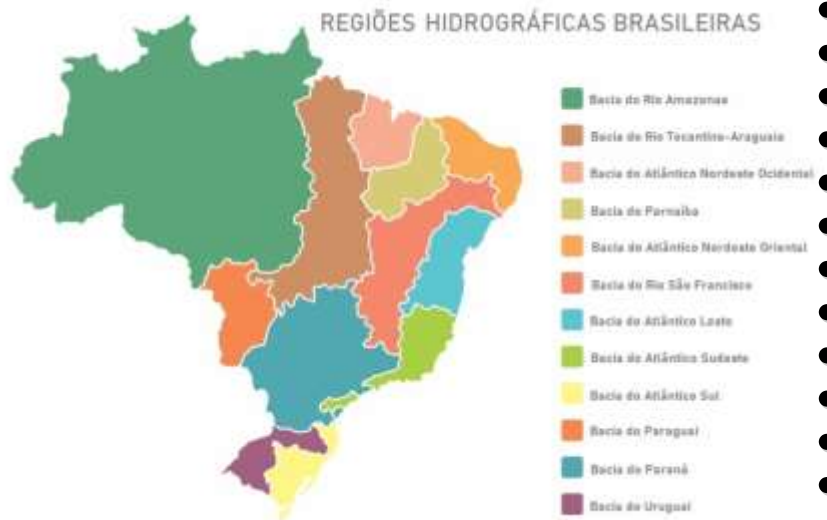 REGIÕES HIDROGRÁFICAS BRASILEIRAS
Bacia do Rio Amazonas
Bacia do Rio Tocantins-Araguaia
Bacia do Atlântico Nordeste Ocidental
Bacia do Parnaíba
Bacia do Atlântico Nordeste Oriental
Bacia do Rio São Francisco
Bacia do Atlântico Leste
Bacia do Atlântico Sudeste
Bacia do Atlântico Sul
Bacia do Paraguai
Bacia do Paraná
Bacia do Uruguai